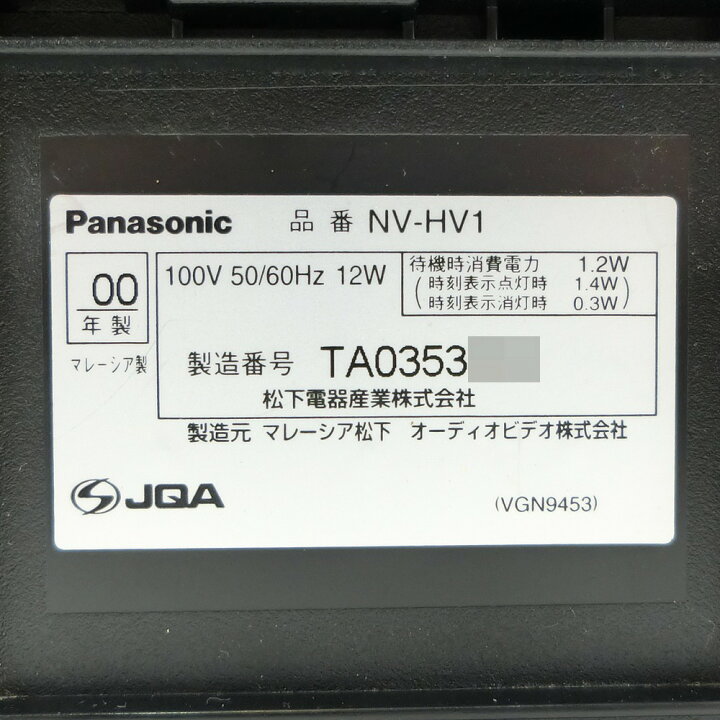 Panasonic 品番 NV-HV1
00
年製
マレーシア製
100V 50/60Hz 12W
待機時消費電力 1.2W
(時刻表示点灯時 1.4W
時刻表示消灯時 0.3W)
製造番号 TA0353
松下電器産業株式会社
製造元 マレーシア松下 オーディオビデオ株式会社
JQA
(VGN9453)